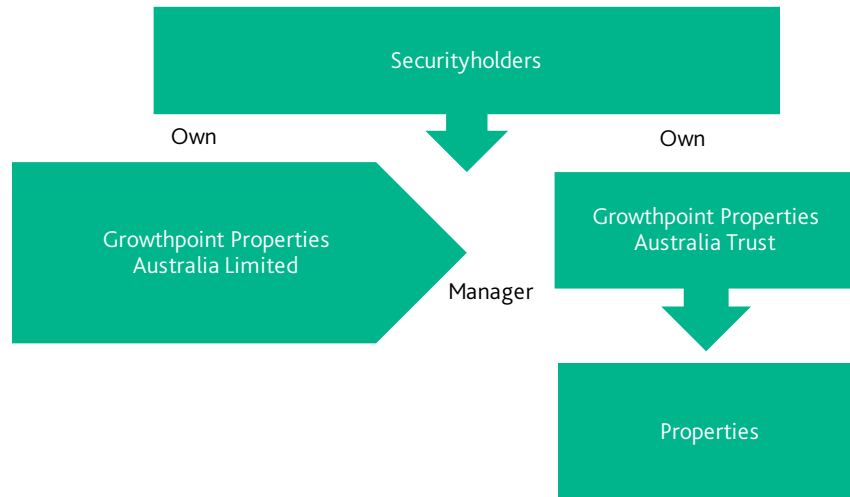 Securityholders
Own
Own
Growthpoint Properties
Australia Limited
Growthpoint Properties
Australia Trust
Manager
Properties